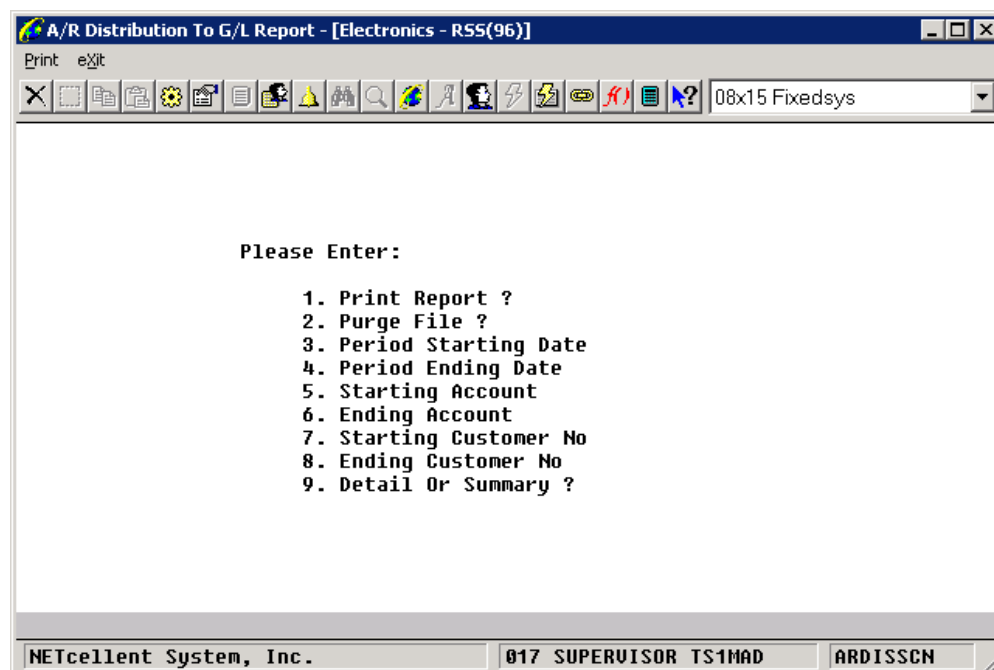 A/R Distribution To G/L Report - [Electronics - RSS(96)]
Print eXit
08x15 Fixedsys
Please Enter:
1. Print Report ?
2. Purge File ?
3. Period Starting Date
4. Period Ending Date
5. Starting Account
6. Ending Account
7. Starting Customer No
8. Ending Customer No
9. Detail Or Summary ?
NETcellent System, Inc. 017 SUPERVISOR TS1MAD ARDISSCN